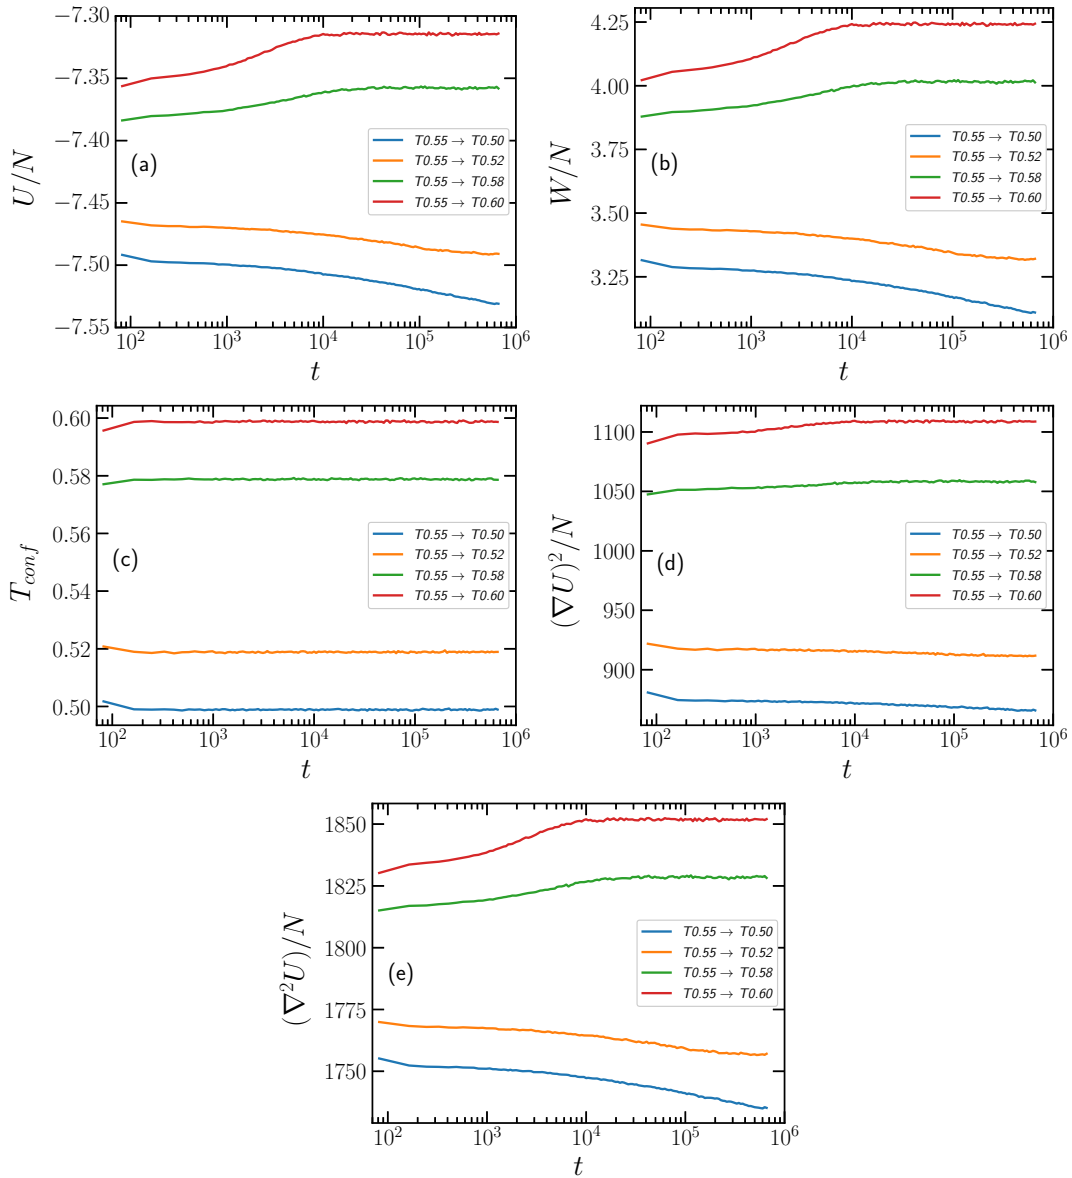 −7.30
−7.35
−7.40
−7.45
−7.50
−7.55
U/N
(a)
T0.55 → T0.50
T0.55 → T0.52
T0.55 → T0.58
T0.55 → T0.60
10² 10³ 10⁴ 10⁵ 10⁶
t
4.25
4.00
3.75
3.50
3.25
W/N
(b)
T0.55 → T0.50
T0.55 → T0.52
T0.55 → T0.58
T0.55 → T0.60
10² 10³ 10⁴ 10⁵ 10⁶
t
0.60
0.58
0.56
0.54
0.52
0.50
T_conf
(c)
T0.55 → T0.50
T0.55 → T0.52
T0.55 → T0.58
T0.55 → T0.60
10² 10³ 10⁴ 10⁵ 10⁶
t
1100
1050
1000
950
900
(∇U)²/N
(d)
T0.55 → T0.50
T0.55 → T0.52
T0.55 → T0.58
T0.55 → T0.60
10² 10³ 10⁴ 10⁵ 10⁶
t
1850
1825
1800
1775
1750
(∇²U)/N
(e)
T0.55 → T0.50
T0.55 → T0.52
T0.55 → T0.58
T0.55 → T0.60
10² 10³ 10⁴ 10⁵ 10⁶
t